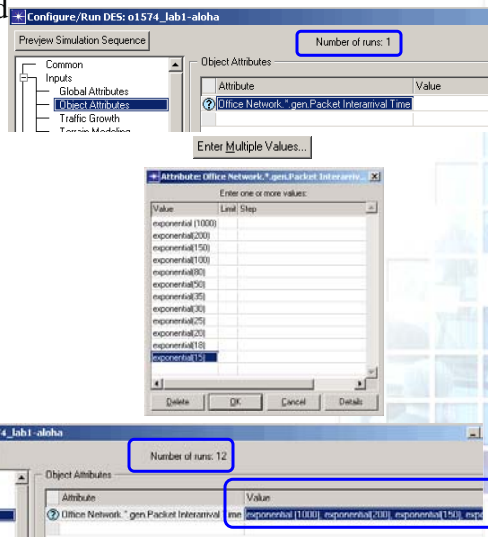 d
Configure/Run DES: o1574_lab1-aloha
Preview Simulation Sequence
Number of runs: 1
Common
Inputs
Global Attributes
Object Attributes
Traffic Growth
Terrain Modeling
Object Attributes
Attribute Value
Office Network.*.gen.Packet Interarrival Time
Enter Multiple Values...
Attribute: Office Network.*.gen.Packet Interarriv...
Enter one or more values:
Value Limit Step
exponential (1000)
exponential(200)
exponential(150)
exponential(100)
exponential(80)
exponential(50)
exponential(35)
exponential(30)
exponential(25)
exponential(20)
exponential(18)
exponential(15)
Delete OK Cancel Details
4_lab1-aloha
Number of runs: 12
Object Attributes
Attribute Value
Office Network.*.gen.Packet Interarrival Time exponential (1000), exponential(200), exponential(150), expo